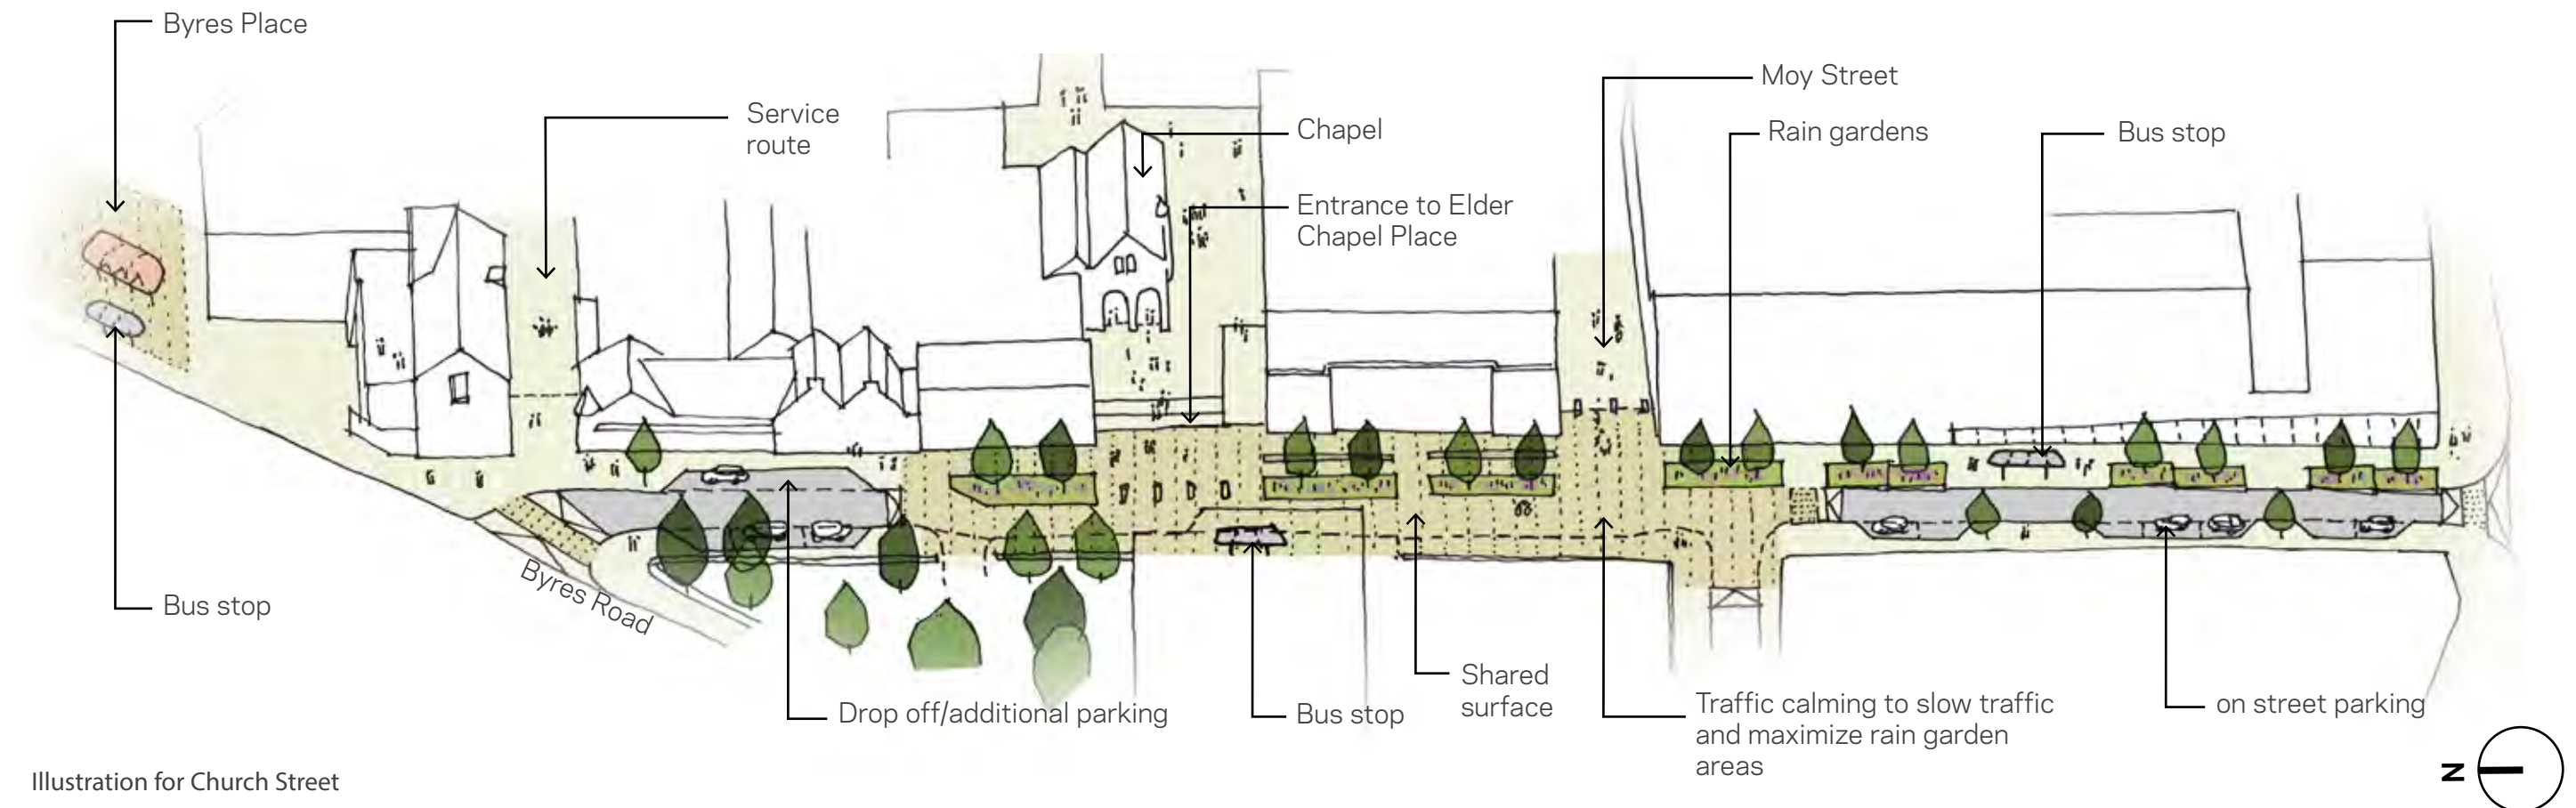 Byres Place
Service
route
Chapel
Entrance to Elder
Chapel Place
Moy Street
Rain gardens
Bus stop
Bus stop
Byres Road
Drop off/additional parking
Bus stop
Shared
surface
Traffic calming to slow traffic
and maximize rain garden
areas
on street parking
N
Illustration for Church Street